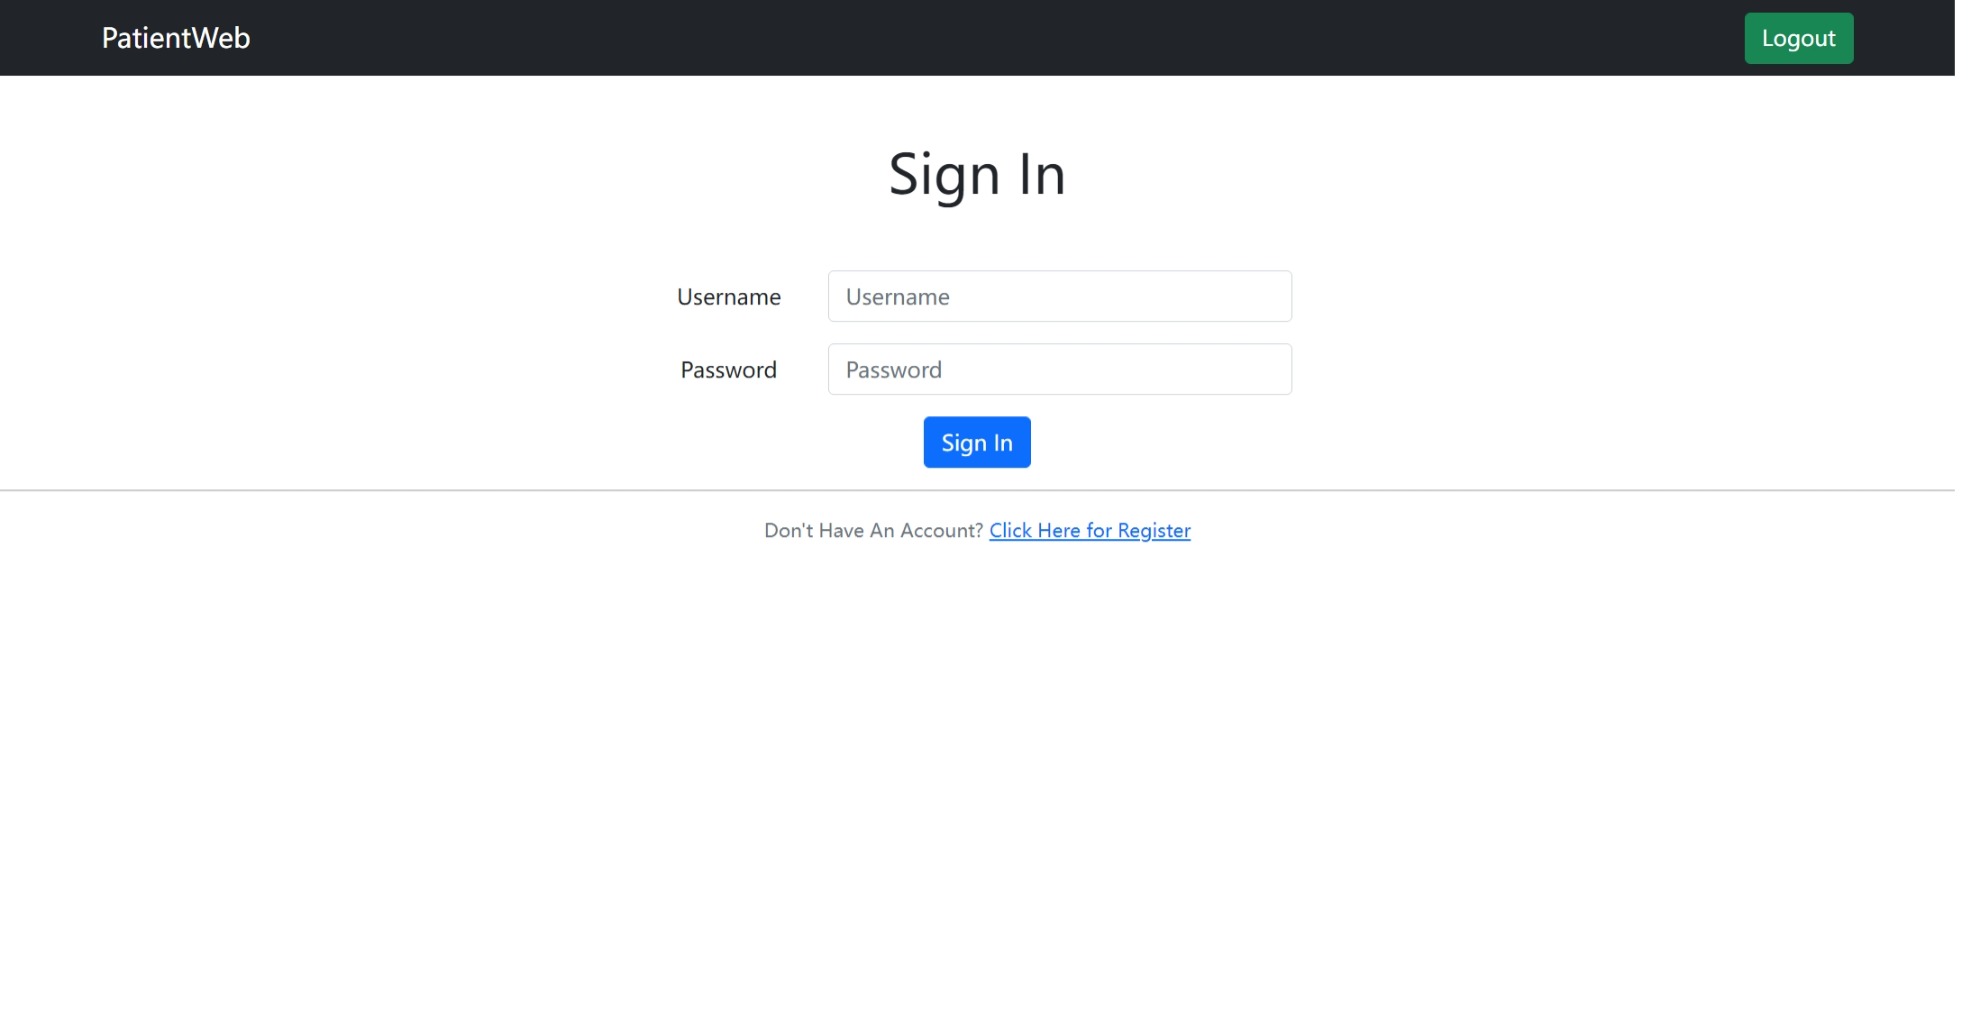 PatientWeb
Logout
Sign In
Username Username
Password Password
Sign In
Don't Have An Account? Click Here for Register